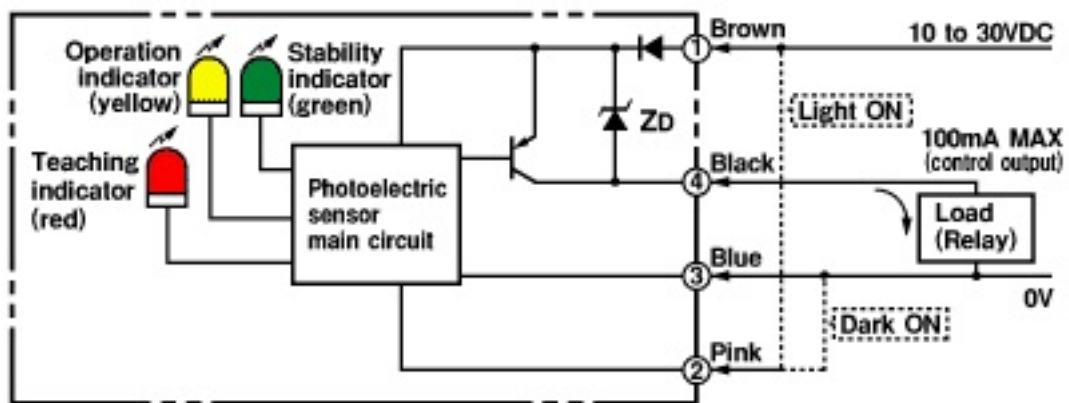 Operation
indicator
(yellow)
Stability
indicator
(green)
Teaching
indicator
(red)
Photoelectric
sensor
main circuit
ZD
1
Brown
10 to 30VDC
Light ON
100mA MAX
(control output)
4
Black
Load
(Relay)
3
Blue
0V
Dark ON
2
Pink